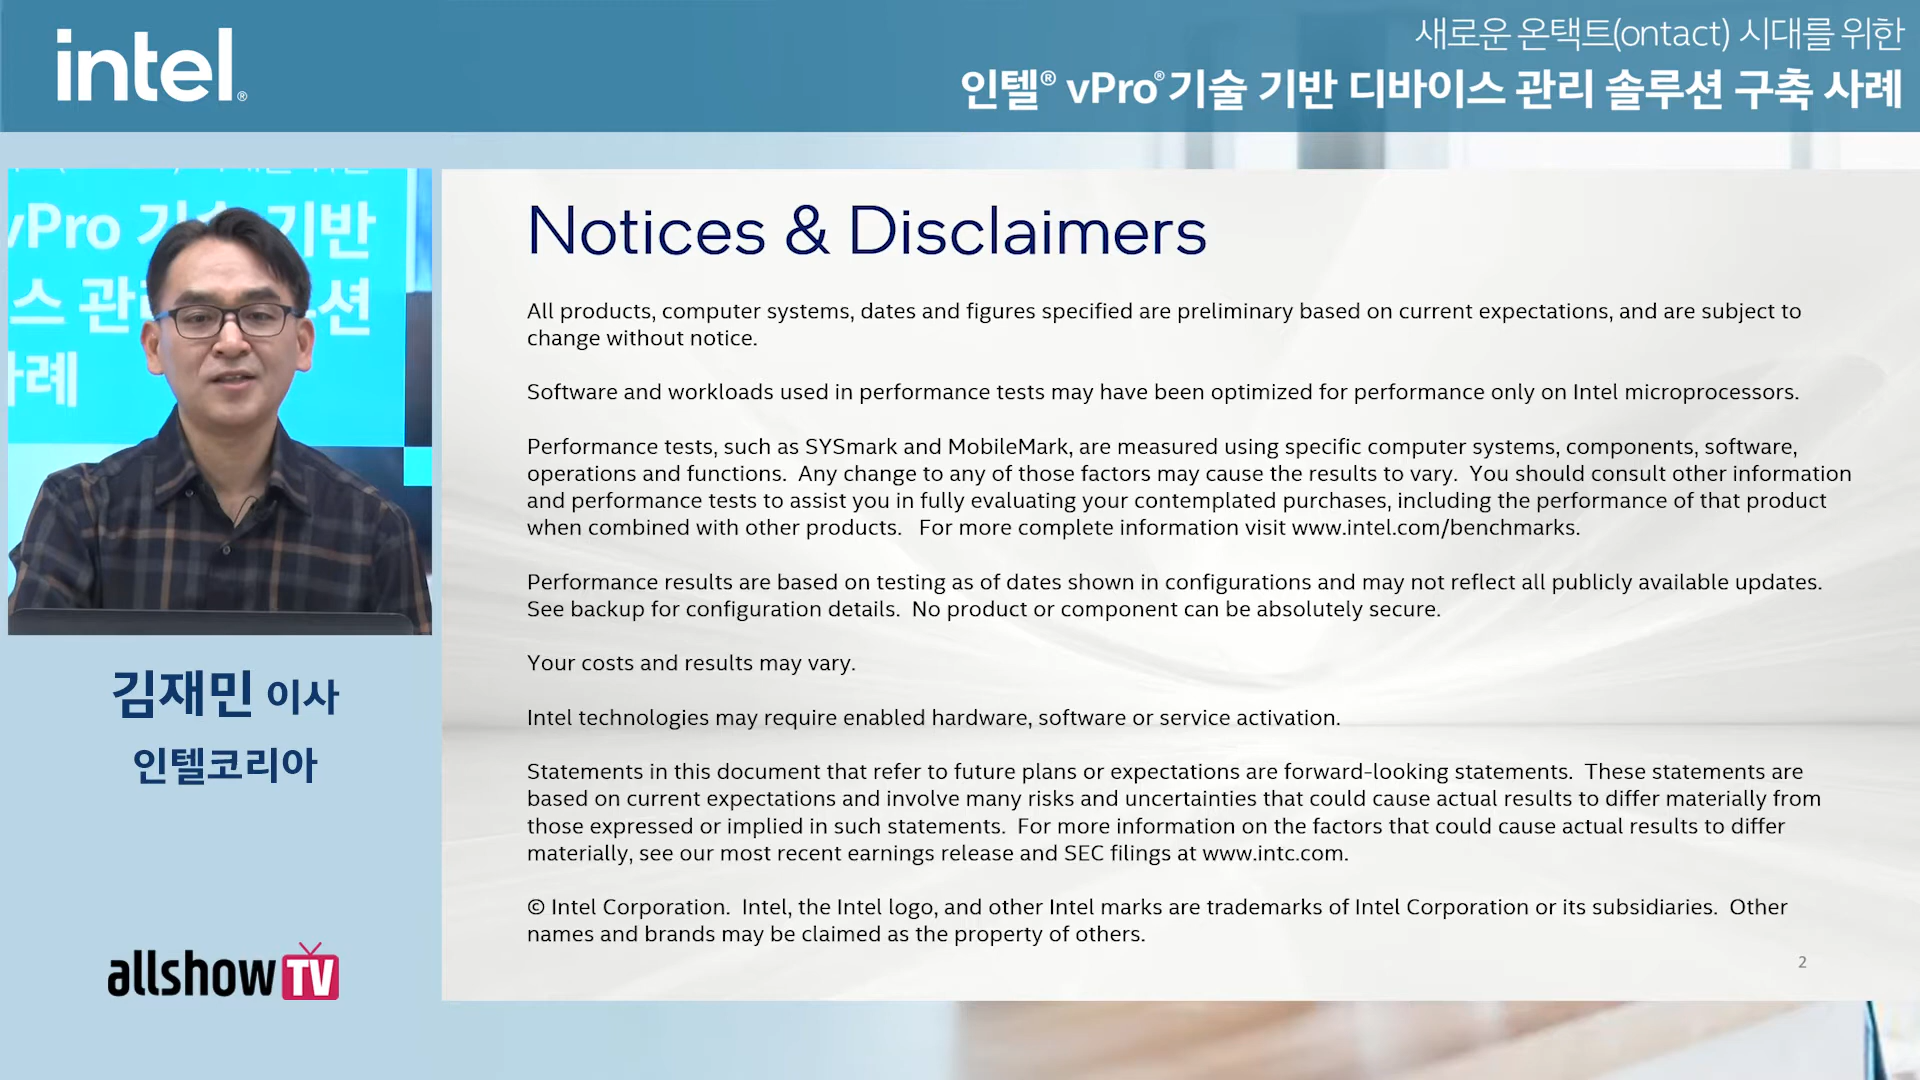 intel®
새로운 온택트(ontact) 시대를 위한
인텔® vPro® 기술 기반 디바이스 관리 솔루션 구축 사례
vPro 기술 기반
스 관리 션
사례
김재민 이사
인텔코리아
allshowTV
Notices & Disclaimers
All products, computer systems, dates and figures specified are preliminary based on current expectations, and are subject to
change without notice.
Software and workloads used in performance tests may have been optimized for performance only on Intel microprocessors.
Performance tests, such as SYSmark and MobileMark, are measured using specific computer systems, components, software,
operations and functions.  Any change to any of those factors may cause the results to vary.  You should consult other information
and performance tests to assist you in fully evaluating your contemplated purchases, including the performance of that product
when combined with other products.   For more complete information visit www.intel.com/benchmarks.
Performance results are based on testing as of dates shown in configurations and may not reflect all publicly available updates.
See backup for configuration details.  No product or component can be absolutely secure.
Your costs and results may vary.
Intel technologies may require enabled hardware, software or service activation.
Statements in this document that refer to future plans or expectations are forward-looking statements.  These statements are
based on current expectations and involve many risks and uncertainties that could cause actual results to differ materially from
those expressed or implied in such statements.  For more information on the factors that could cause actual results to differ
materially, see our most recent earnings release and SEC filings at www.intc.com.
© Intel Corporation.  Intel, the Intel logo, and other Intel marks are trademarks of Intel Corporation or its subsidiaries.  Other
names and brands may be claimed as the property of others.
2